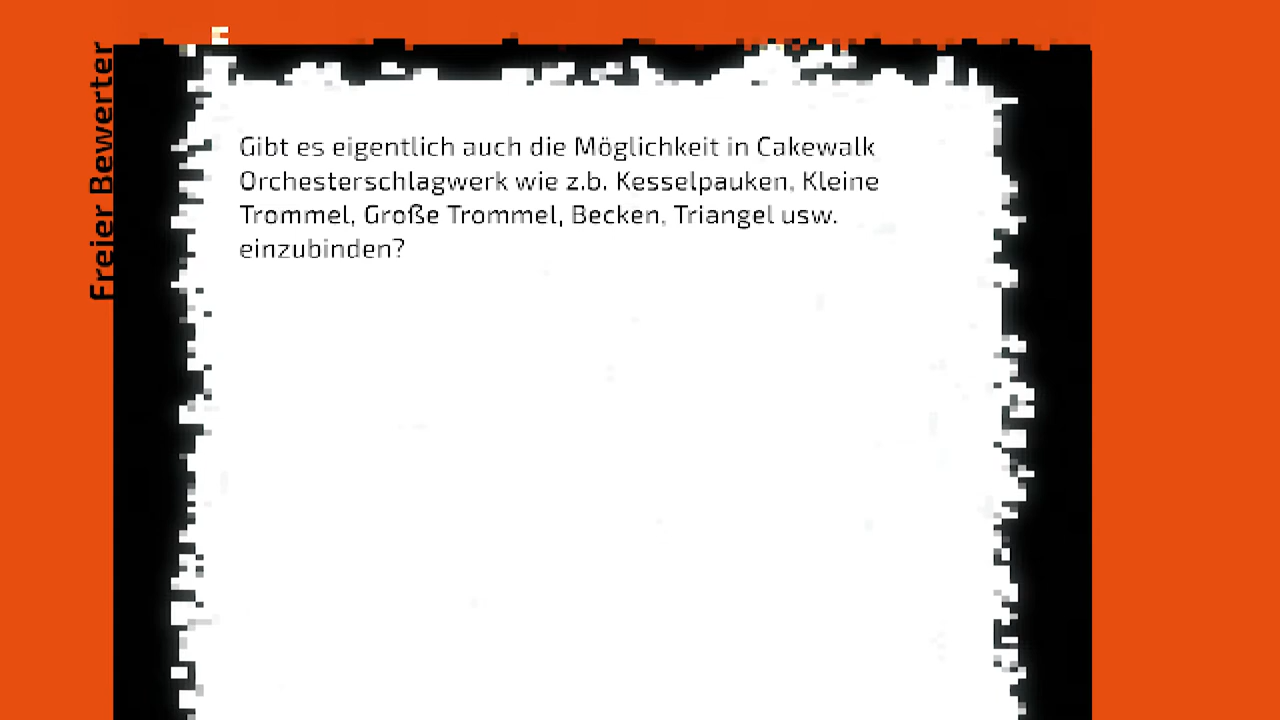 Freier Bewerter
Gibt es eigentlich auch die Möglichkeit in Cakewalk
Orchesterschlagwerk wie z.b. Kesselpauken, Kleine
Trommel, Große Trommel, Becken, Triangel usw.
einzubinden?